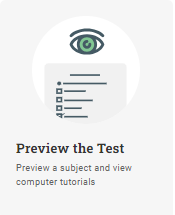 Preview the Test
Preview a subject and view
computer tutorials